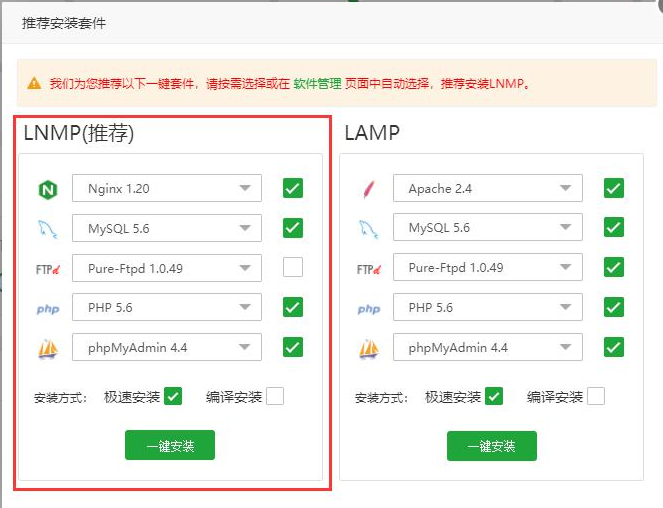 推荐安装套件
我们为您推荐以下一键套件，请按需选择或在 软件管理 页面中自动选择，推荐安装LNMP。
LNMP(推荐)
Nginx 1.20
MySQL 5.6
FTPd Pure-Ftpd 1.0.49
php PHP 5.6
phpMyAdmin 4.4
安装方式： 极速安装 编译安装
一键安装
LAMP
Apache 2.4
MySQL 5.6
FTPd Pure-Ftpd 1.0.49
php PHP 5.6
phpMyAdmin 4.4
安装方式： 极速安装 编译安装
一键安装